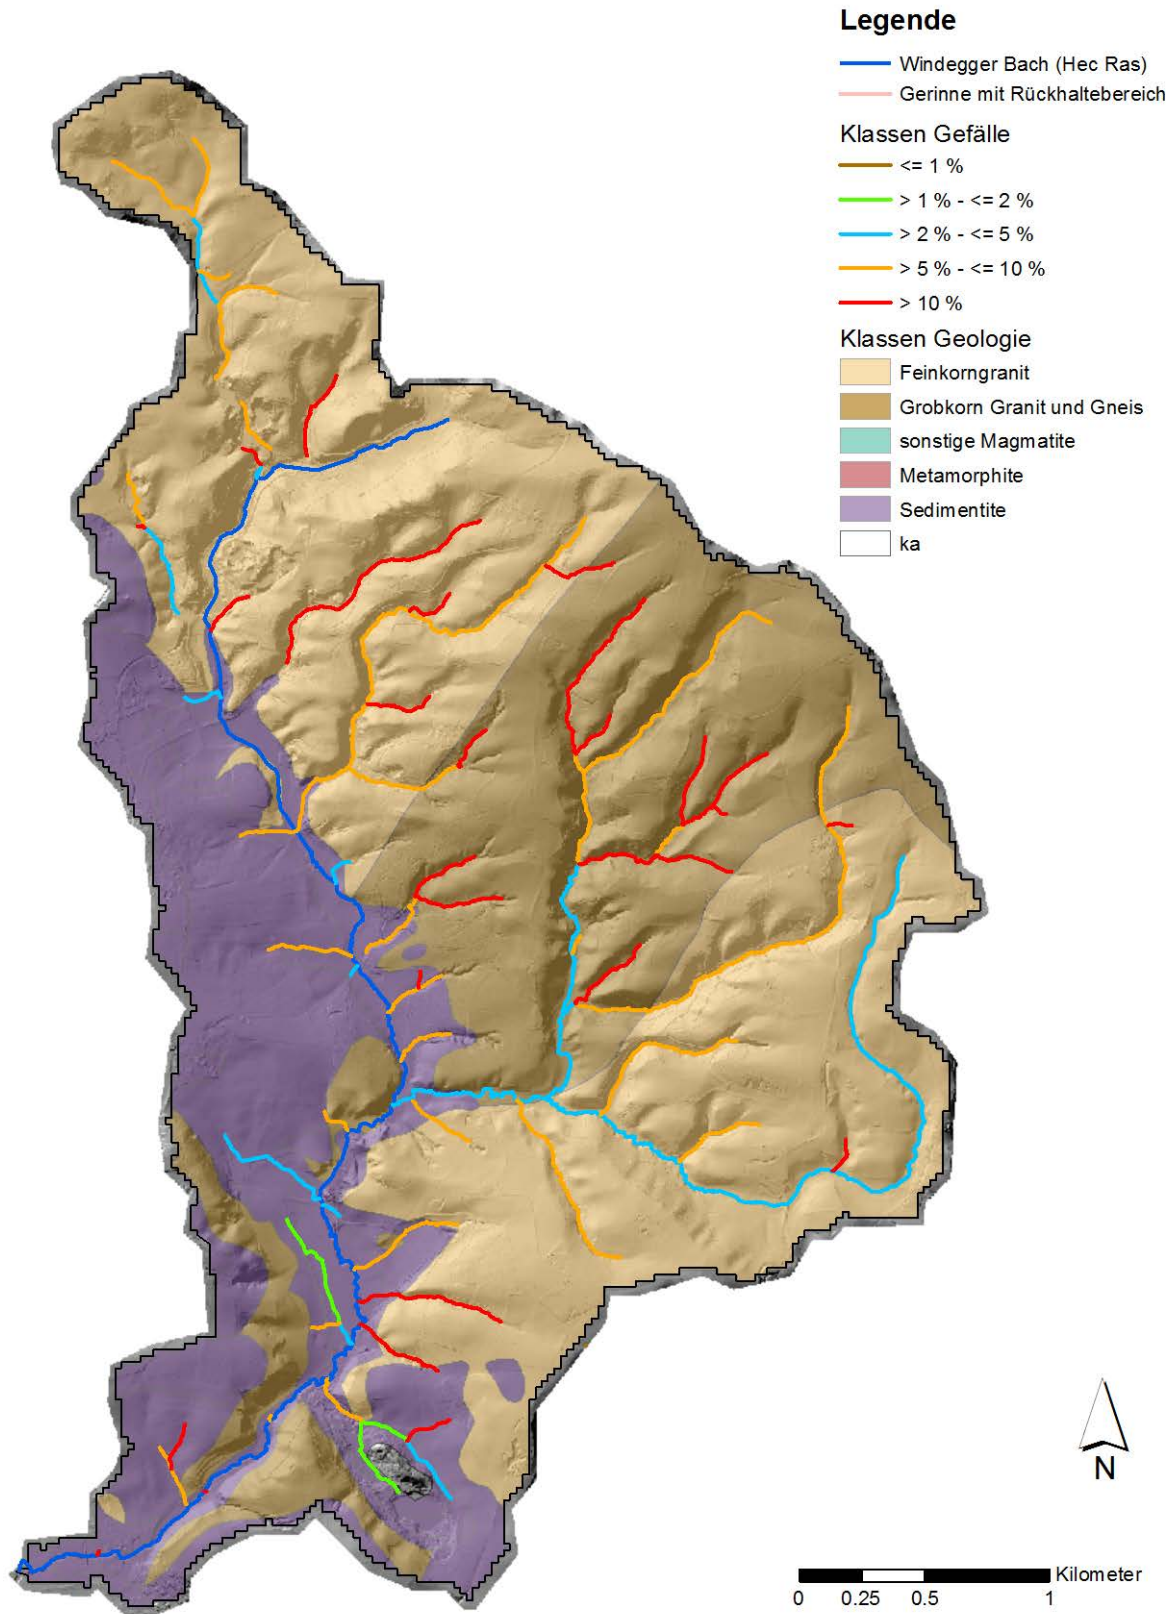 Legende
Windegger Bach (Hec Ras)
Gerinne mit Rückhaltebereich
Klassen Gefälle
<= 1 %
> 1 % - <= 2 %
> 2 % - <= 5 %
> 5 % - <= 10 %
> 10 %
Klassen Geologie
Feinkorngranit
Grobkorn Granit und Gneis
sonstige Magmatite
Metamorphite
Sedimentite
ka
N
Kilometer
0 0.25 0.5 1